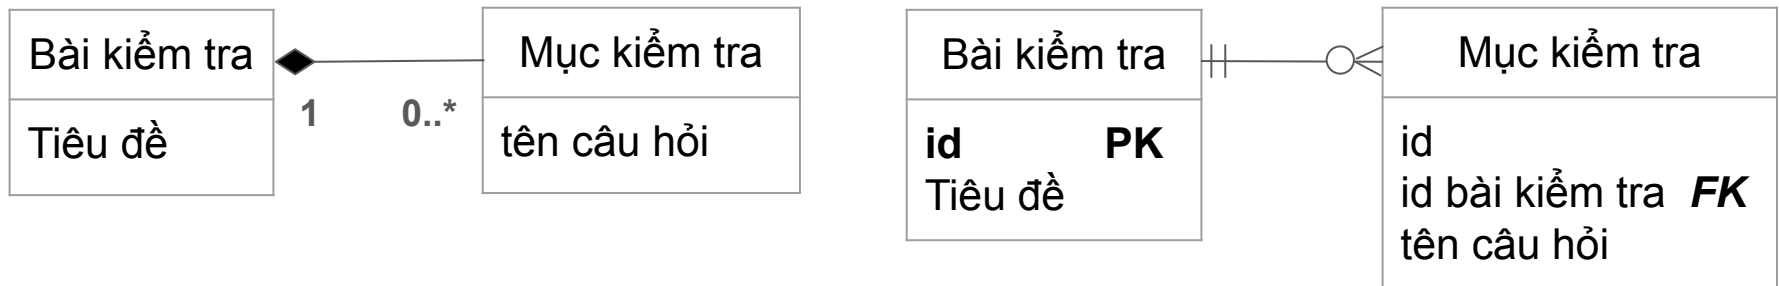 Bài kiểm tra
1
0..*
Mục kiểm tra
Tiêu đề
tên câu hỏi
Bài kiểm tra
Mục kiểm tra
id PK
Tiêu đề
id
id bài kiểm tra FK
tên câu hỏi